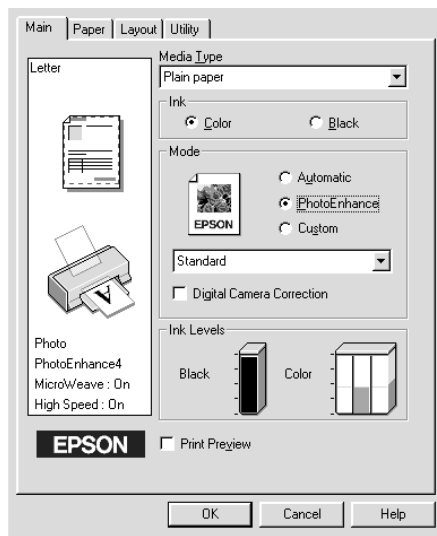 Main Paper Layout Utility
Letter
Media Type
Plain paper
Ink
Color Black
Mode
EPSON
Automatic
PhotoEnhance
Custom
Standard
Digital Camera Correction
A
Photo
PhotoEnhance4
MicroWeave : On
High Speed : On
Ink Levels
Black Color
EPSON
Print Preview
OK Cancel Help